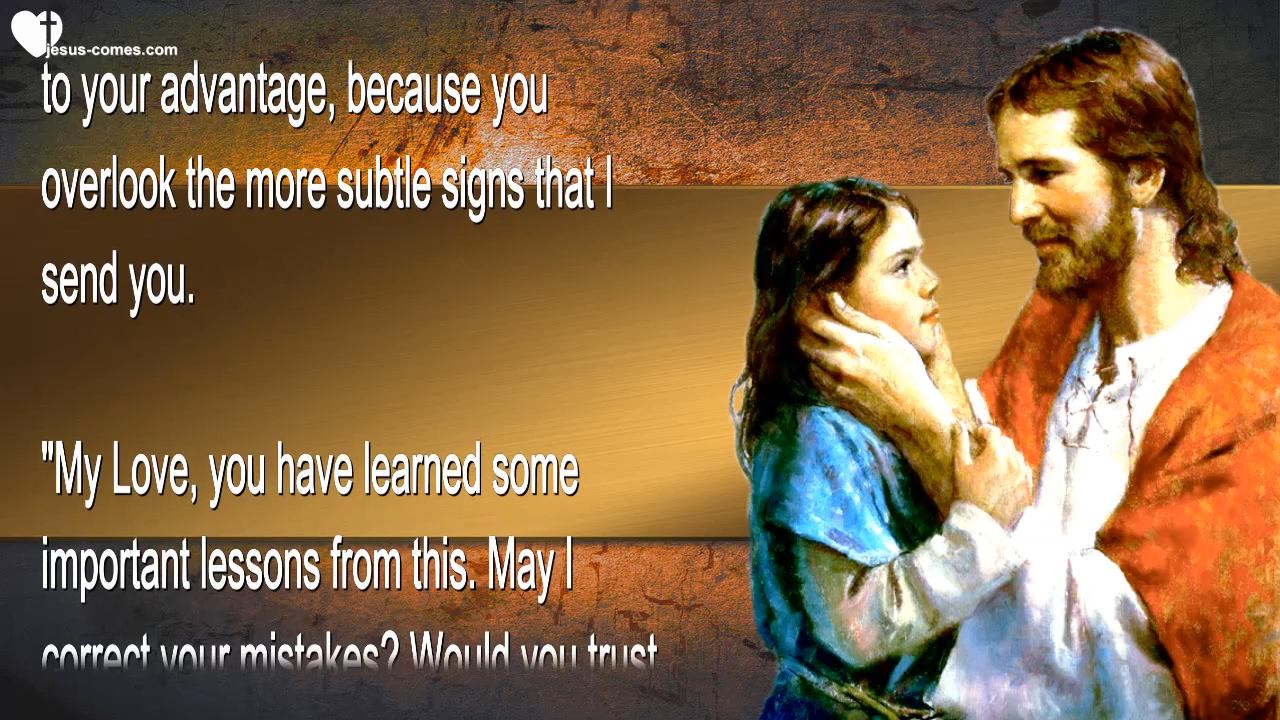 jesus-comes.com
to your advantage, because you
overlook the more subtle signs that I
send you.
"My Love, you have learned some
important lessons from this. May I
correct your mistakes? Would you trust